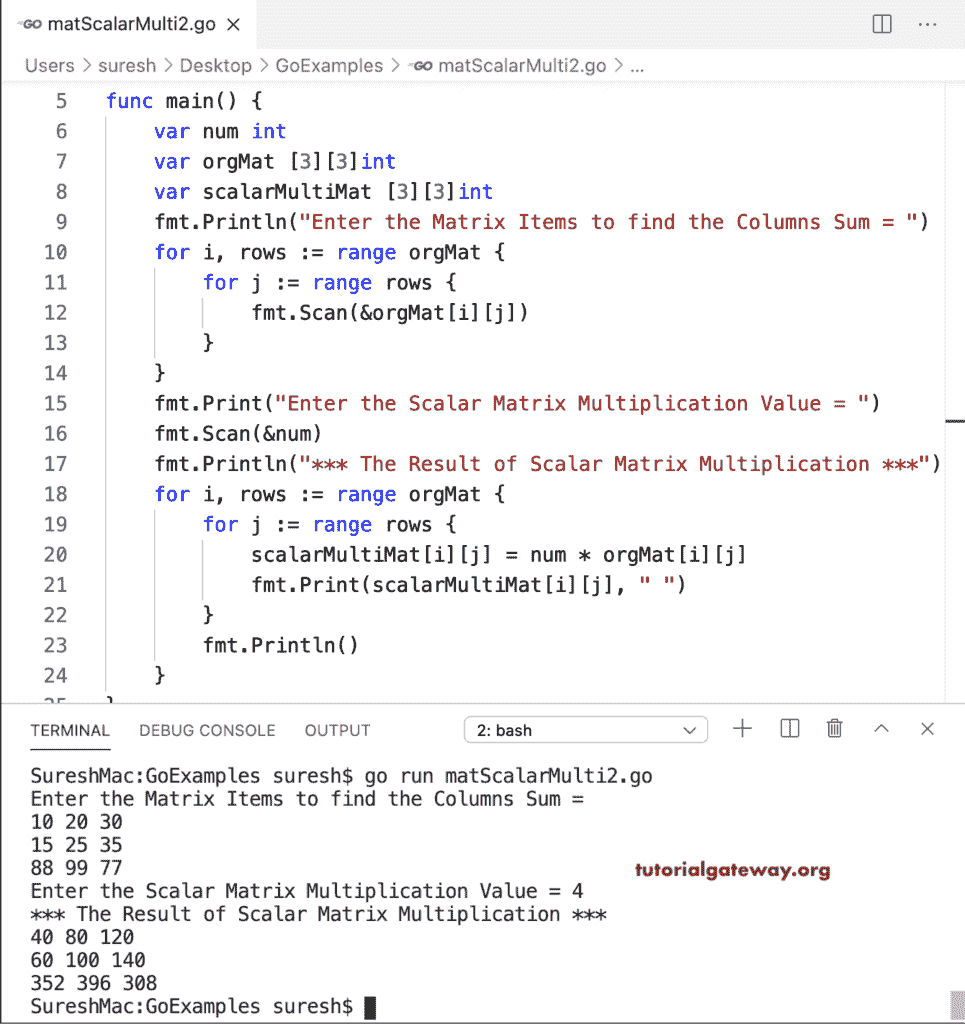 GO matScalarMulti2.go ×
Users > suresh > Desktop > GoExamples > GO matScalarMulti2.go > ...
5 func main() {
6 var num int
7 var orgMat [3][3]int
8 var scalarMultiMat [3][3]int
9 fmt.Println("Enter the Matrix Items to find the Columns Sum = ")
10 for i, rows := range orgMat {
11 for j := range rows {
12 fmt.Scan(&orgMat[i][j])
13 }
14 }
15 fmt.Print("Enter the Scalar Matrix Multiplication Value = ")
16 fmt.Scan(&num)
17 fmt.Println("*** The Result of Scalar Matrix Multiplication ***")
18 for i, rows := range orgMat {
19 for j := range rows {
20 scalarMultiMat[i][j] = num * orgMat[i][j]
21 fmt.Print(scalarMultiMat[i][j], " ")
22 }
23 fmt.Println()
24 }
TERMINAL DEBUG CONSOLE OUTPUT 2: bash
SureshMac:GoExamples suresh$ go run matScalarMulti2.go
Enter the Matrix Items to find the Columns Sum =
10 20 30
15 25 35
88 99 77
tutorialgateway.org
Enter the Scalar Matrix Multiplication Value = 4
*** The Result of Scalar Matrix Multiplication ***
40 80 120
60 100 140
352 396 308
SureshMac:GoExamples suresh$